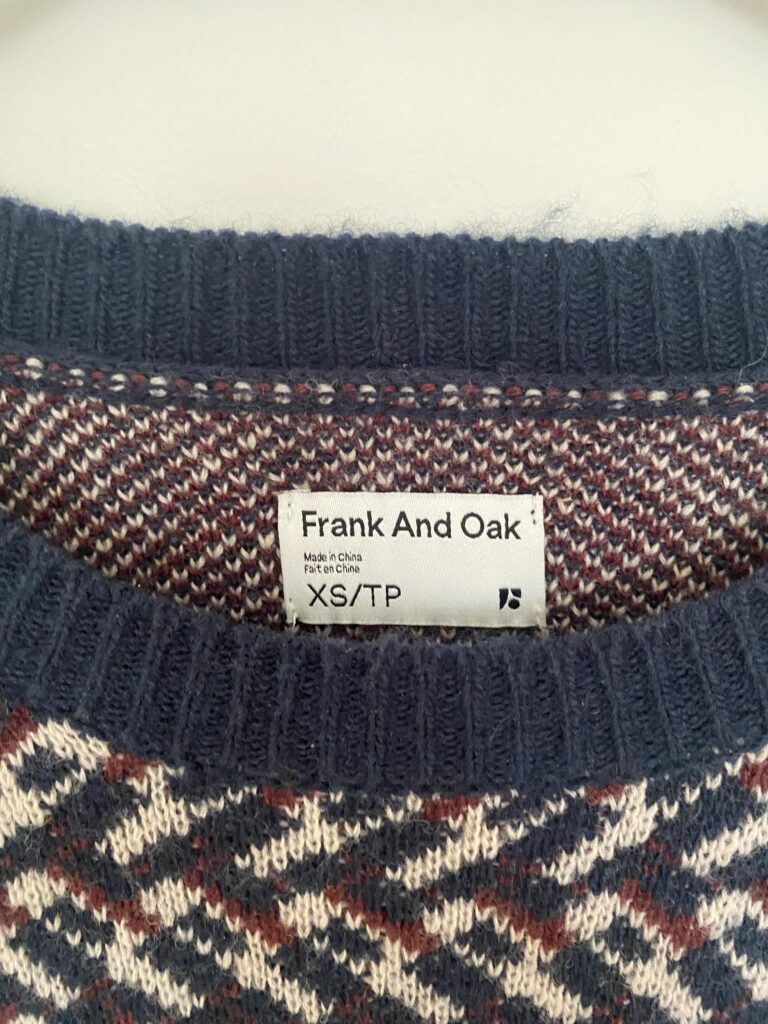 Frank And Oak
Made in China
Fait en Chine
XS/TP